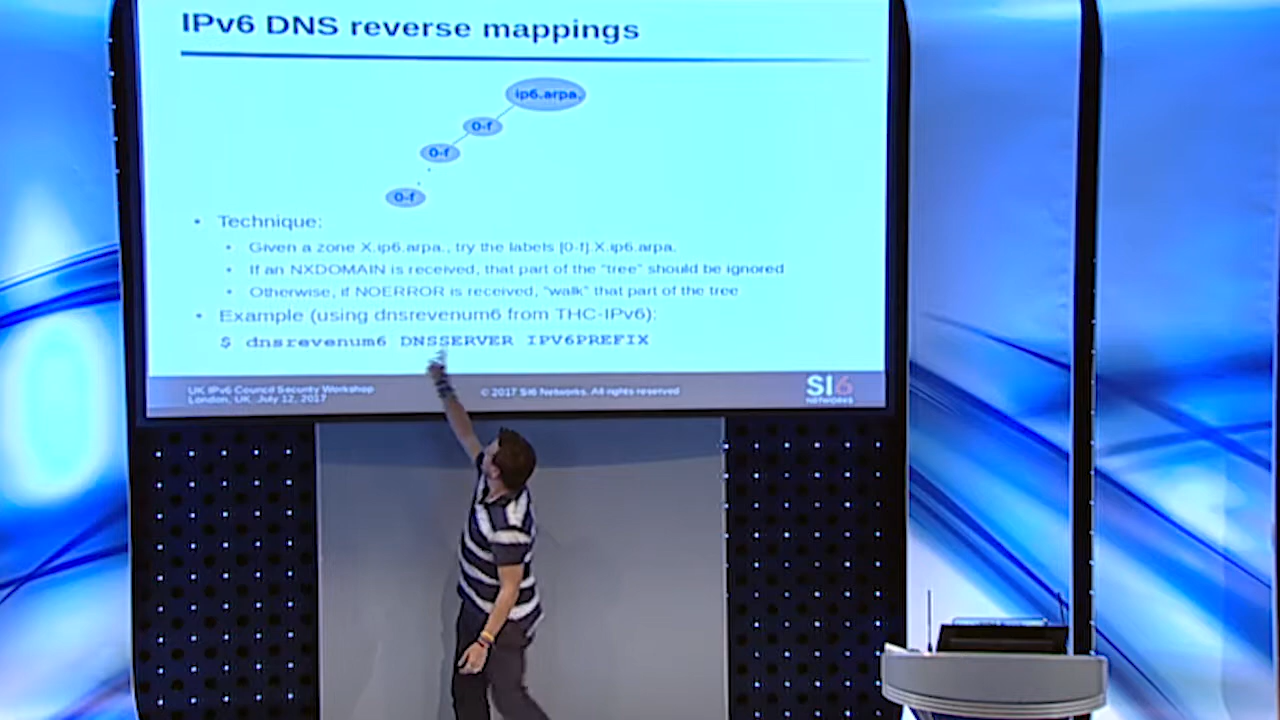 IPv6 DNS reverse mappings
ip6.arpa.
0-f
0-f
0-f
• Technique:
• Given a zone X.ip6.arpa., try the labels [0-f].X.ip6.arpa.
• If an NXDOMAIN is received, that part of the “tree” should be ignored
• Otherwise, if NOERROR is received, “walk” that part of the tree
• Example (using dnsrevenum6 from THC-IPv6):
$ dnsrevenum6 DNSSERVER IPV6PREFIX
UK IPv6 Council Security Workshop
London, UK. July 12, 2017
© 2017 SI6 Networks. All rights reserved
SI6
NETWORKS